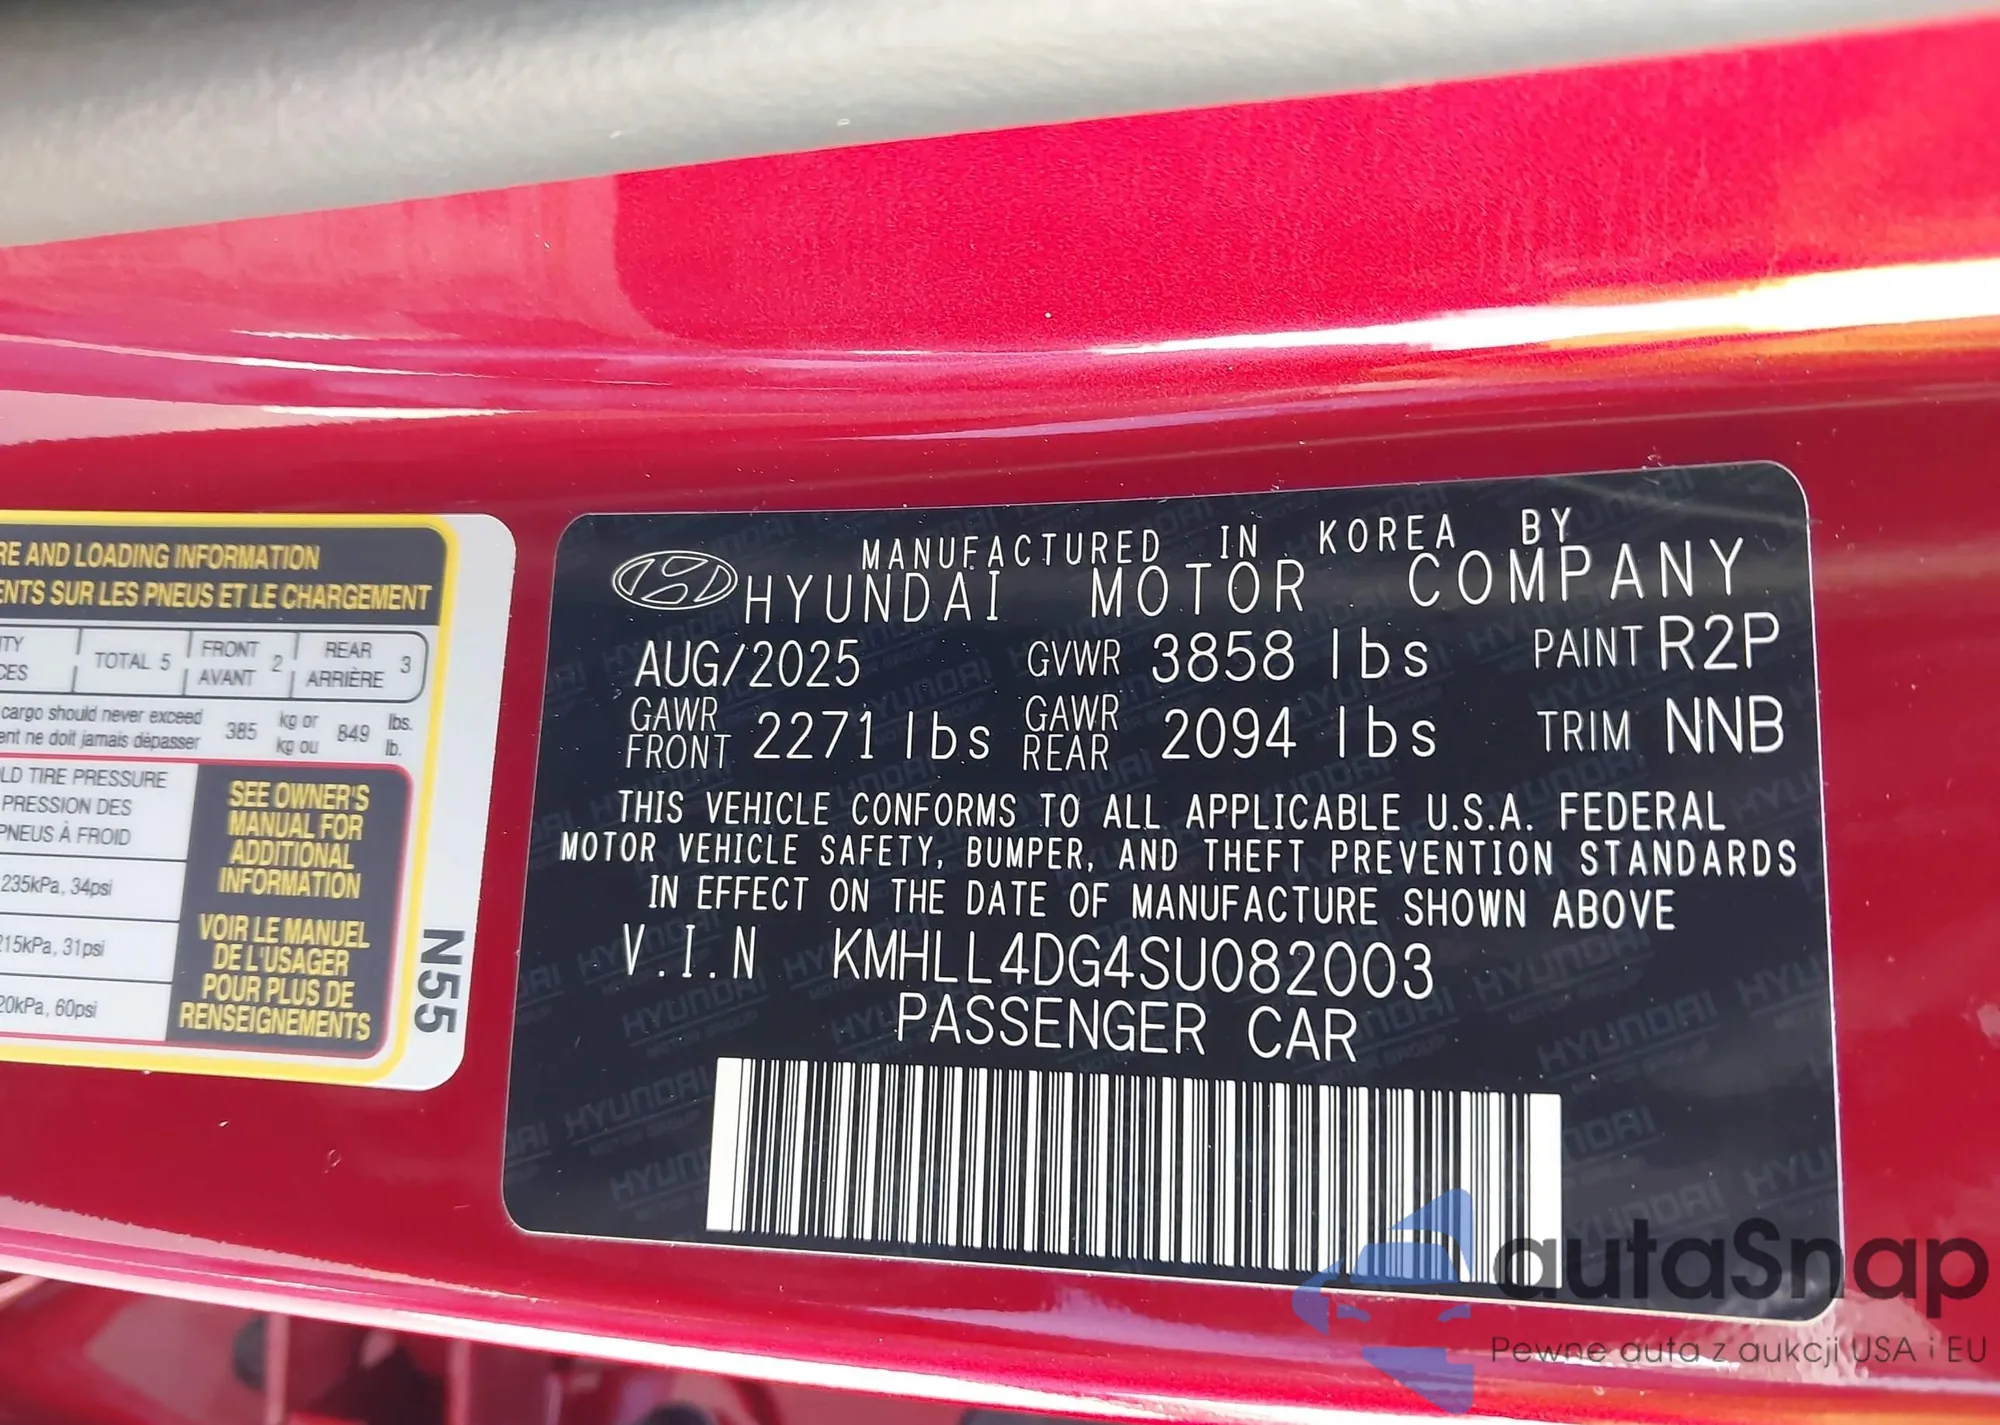 RE AND LOADING INFORMATION
ENTS SUR LES PNEUS ET LE CHARGEMENT
TOTAL 5
FRONT
AVANT 2
REAR
ARRIÈRE 3
cargo should never exceed 385 kg or 849 lbs.
ent ne doit jamais dépasser kg ou lb.
LD TIRE PRESSURE
PRESSION DES
PNEUS À FROID
235kPa, 34psi
215kPa, 31psi
20kPa, 60psi
SEE OWNER'S
MANUAL FOR
ADDITIONAL
INFORMATION
VOIR LE MANUEL
DE L'USAGER
POUR PLUS DE
RENSEIGNEMENTS
N55
MANUFACTURED IN KOREA BY
HYUNDAI MOTOR COMPANY
AUG/2025 GVWR 3858 lbs PAINT R2P
GAWR FRONT 2271 lbs GAWR REAR 2094 lbs TRIM NNB
THIS VEHICLE CONFORMS TO ALL APPLICABLE U.S.A. FEDERAL
MOTOR VEHICLE SAFETY, BUMPER, AND THEFT PREVENTION STANDARDS
IN EFFECT ON THE DATE OF MANUFACTURE SHOWN ABOVE
V.I.N KMHLL4DG4SU082003
PASSENGER CAR
autaSnap
Pewne auta z aukcji USA i EU